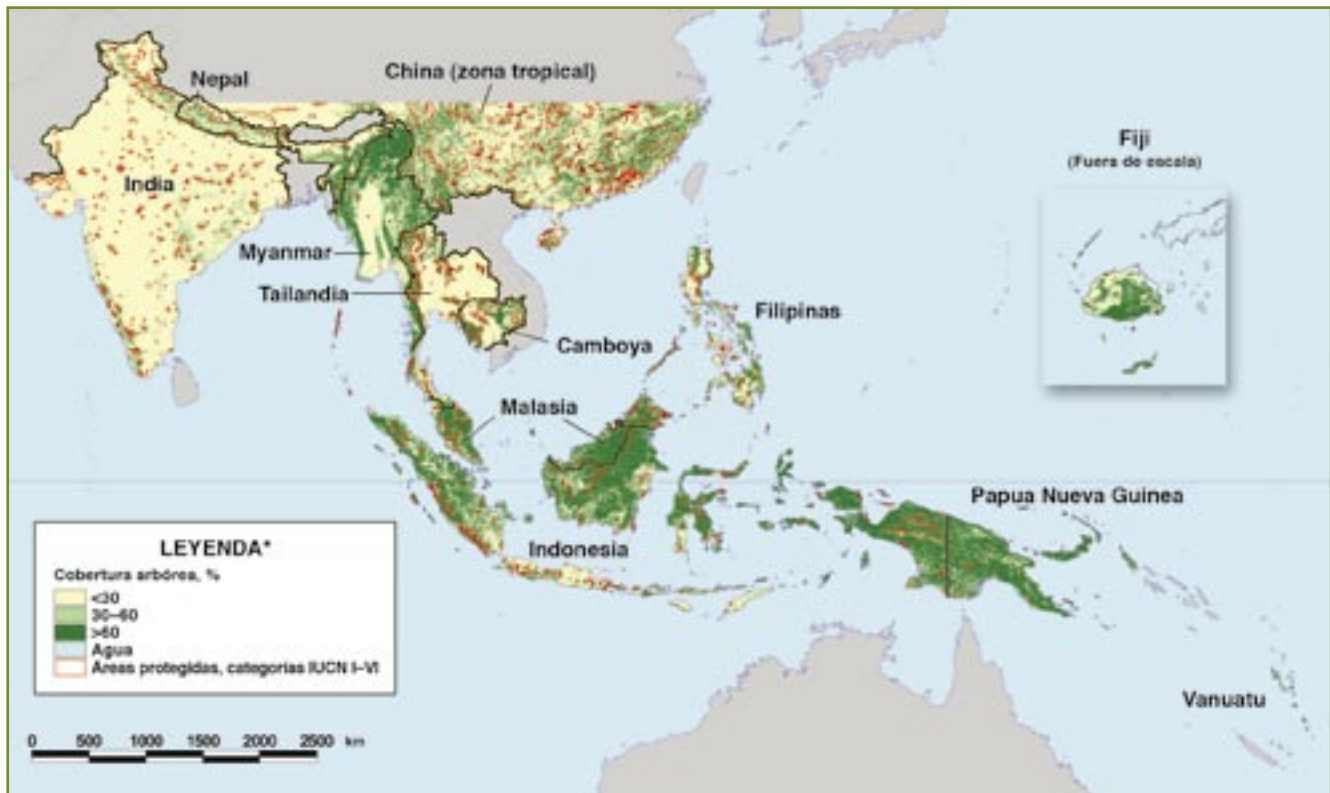 Nepal
China (zona tropical)
Fiji
(Fuera de escala)
India
Myanmar
Tailandia
Filipinas
Camboya
Malasia
Papua Nueva Guinea
Indonesia
LEYENDA*
Cobertura arbórea, %
<30
30–60
>60
Agua
Áreas protegidas, categorías IUCN I–VI
Vanuatu
0 500 1000 1500 2000 2500 km